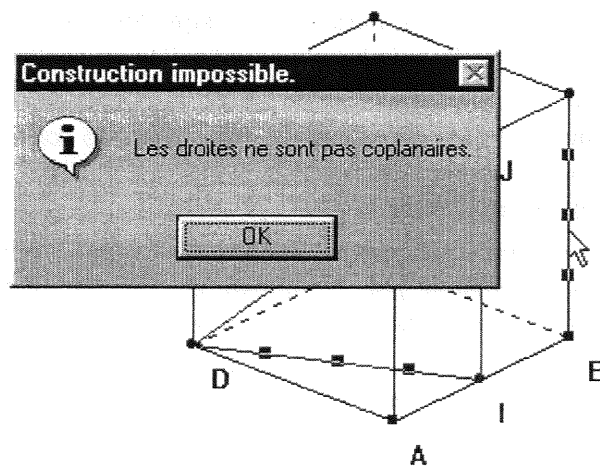 Construction impossible.
Les droites ne sont pas coplanaires.
OK
J
D
B
I
A